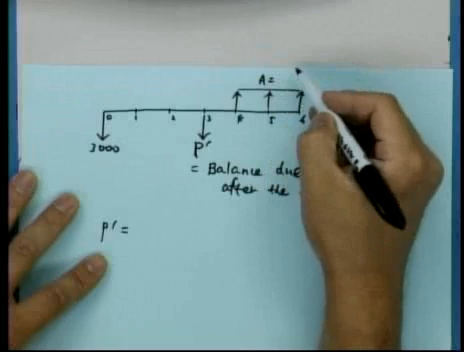 A =
0 1 2 3 4 5 6
3000
P'
= Balance due
after the
P' =